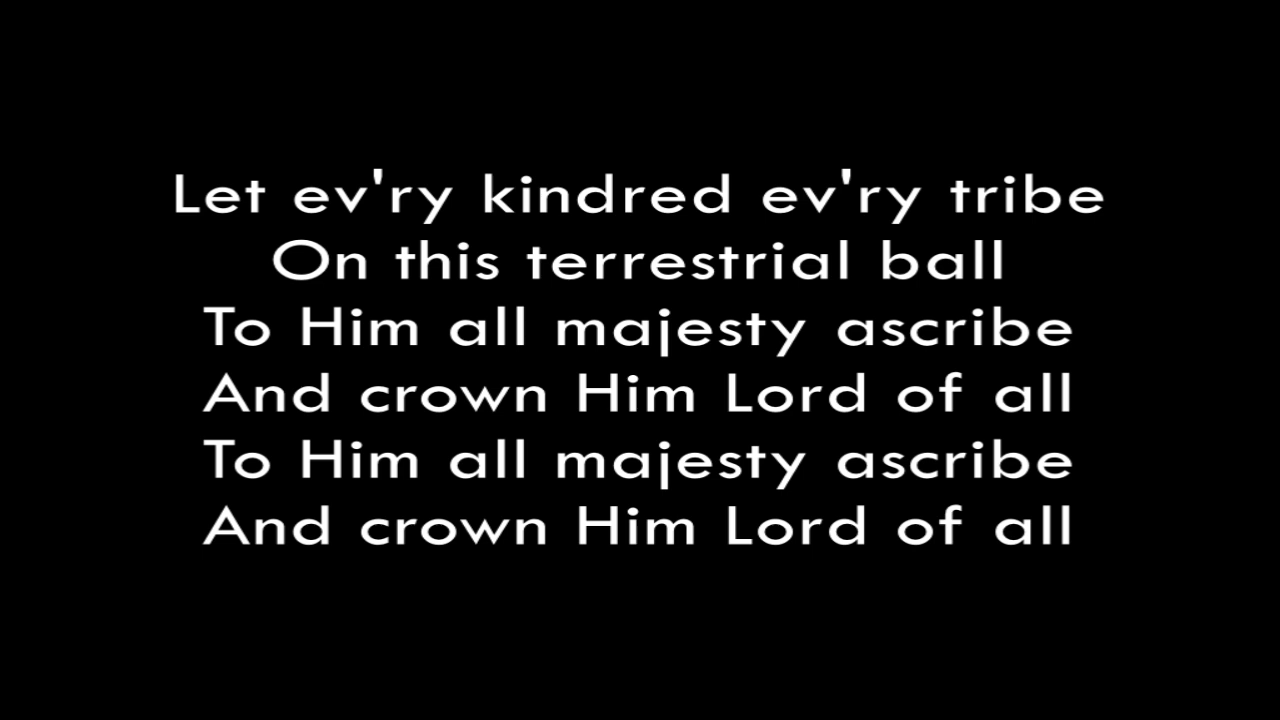 Let ev'ry kindred ev'ry tribe
On this terrestrial ball
To Him all majesty ascribe
And crown Him Lord of all
To Him all majesty ascribe
And crown Him Lord of all